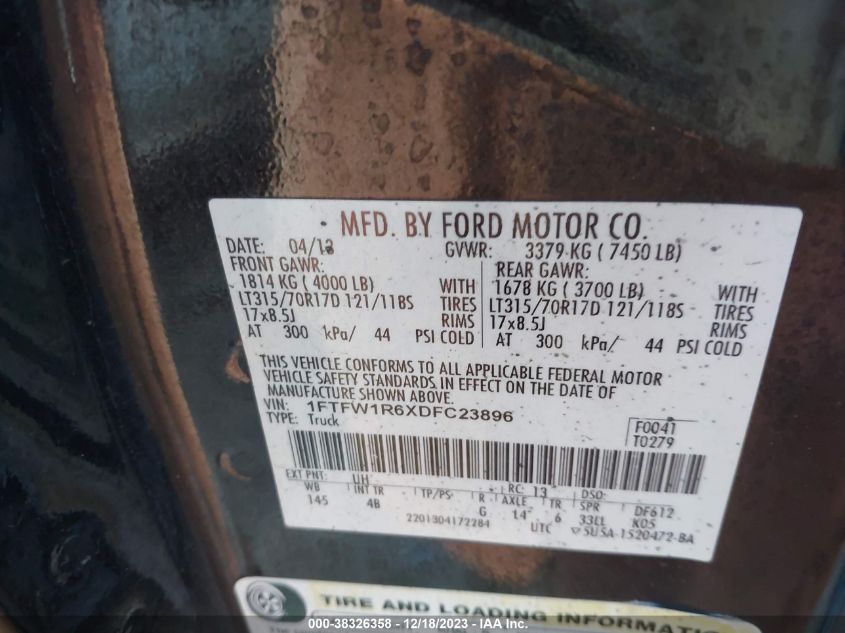 MFD. BY FORD MOTOR CO.
DATE: 04/13 GVWR: 3379 KG ( 7450 LB)
FRONT GAWR: REAR GAWR:
1814 KG ( 4000 LB) WITH 1678 KG ( 3700 LB) WITH
LT315/70R17D 121/118S TIRES LT315/70R17D 121/118S TIRES
17x8.5J RIMS 17x8.5J RIMS
AT 300 kPa/ 44 PSI COLD AT 300 kPa/ 44 PSI COLD
THIS VEHICLE CONFORMS TO ALL APPLICABLE FEDERAL MOTOR
VEHICLE SAFETY STANDARDS IN EFFECT ON THE DATE OF
MANUFACTURE SHOWN ABOVE.
VIN: 1FTFW1R6XDFC23896 F0041
TYPE: Truck T0279
EXT PNT: UH RC: 13 DSO:
WB INT TR TP/PS R AXLE TR SPR DF612
145 4B G L4 6 33LL K05
2201304172284 UTC 5U5A-1520472-BA
TIRE AND LOADING INFORMATION
000-38326358 - 12/18/2023 - IAA Inc.